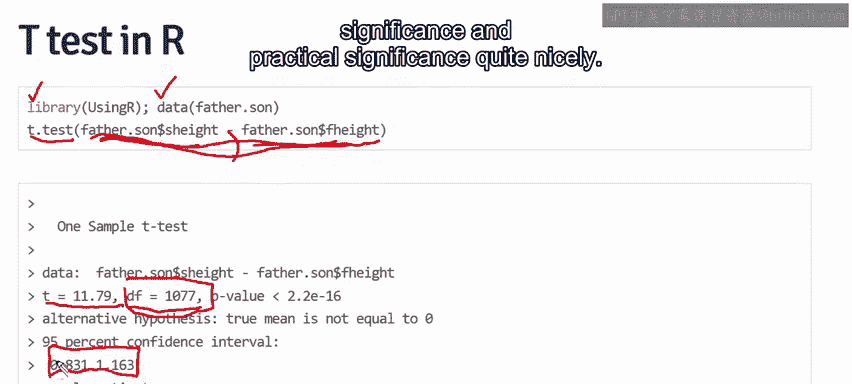 T test in R
significance and
practical significance quite nicely.
library(UsingR); data(father.son)
t.test(father.son$sheight - father.son$fheight)
>
> One Sample t-test
>
> data: father.son$sheight - father.son$fheight
> t = 11.79, df = 1077, p-value < 2.2e-16
> alternative hypothesis: true mean is not equal to 0
> 95 percent confidence interval:
> 0.831 1.163